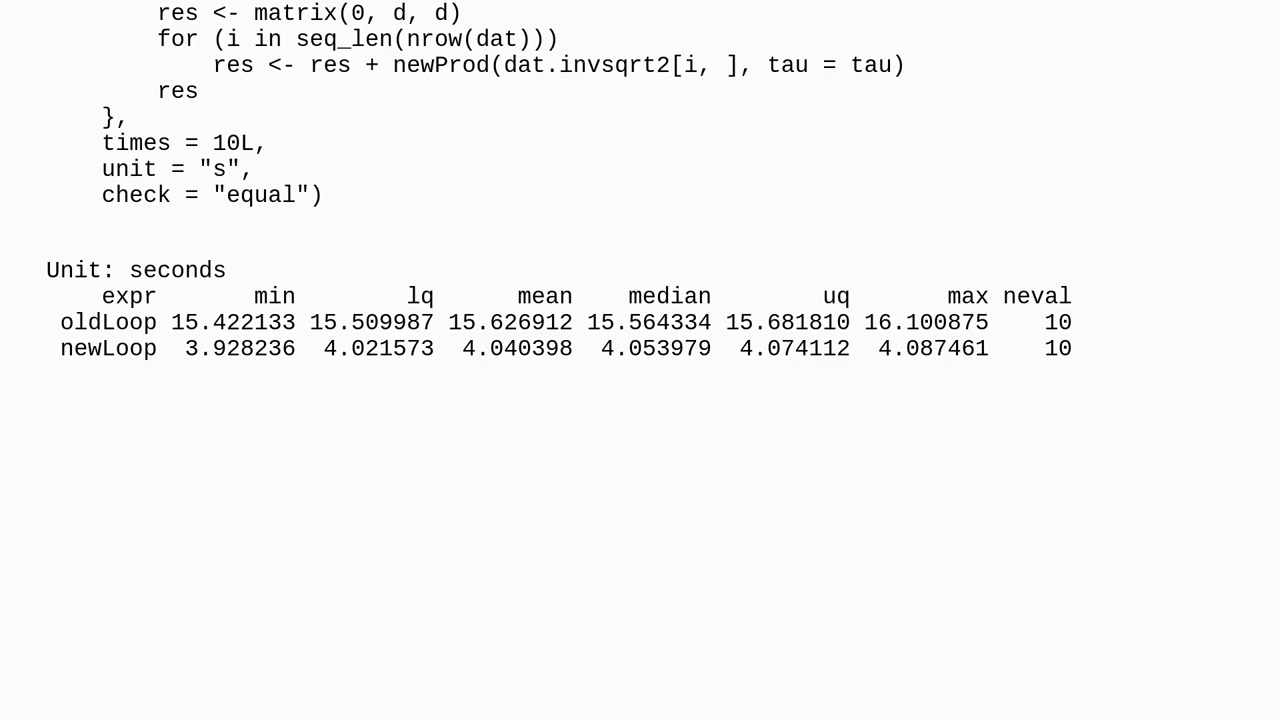 res <- matrix(0, d, d)
for (i in seq_len(nrow(dat)))
res <- res + newProd(dat.invsqrt2[i, ], tau = tau)
res
},
times = 10L,
unit = "s",
check = "equal")
Unit: seconds
expr min lq mean median uq max neval
oldLoop 15.422133 15.509987 15.626912 15.564334 15.681810 16.100875 10
newLoop 3.928236 4.021573 4.040398 4.053979 4.074112 4.087461 10